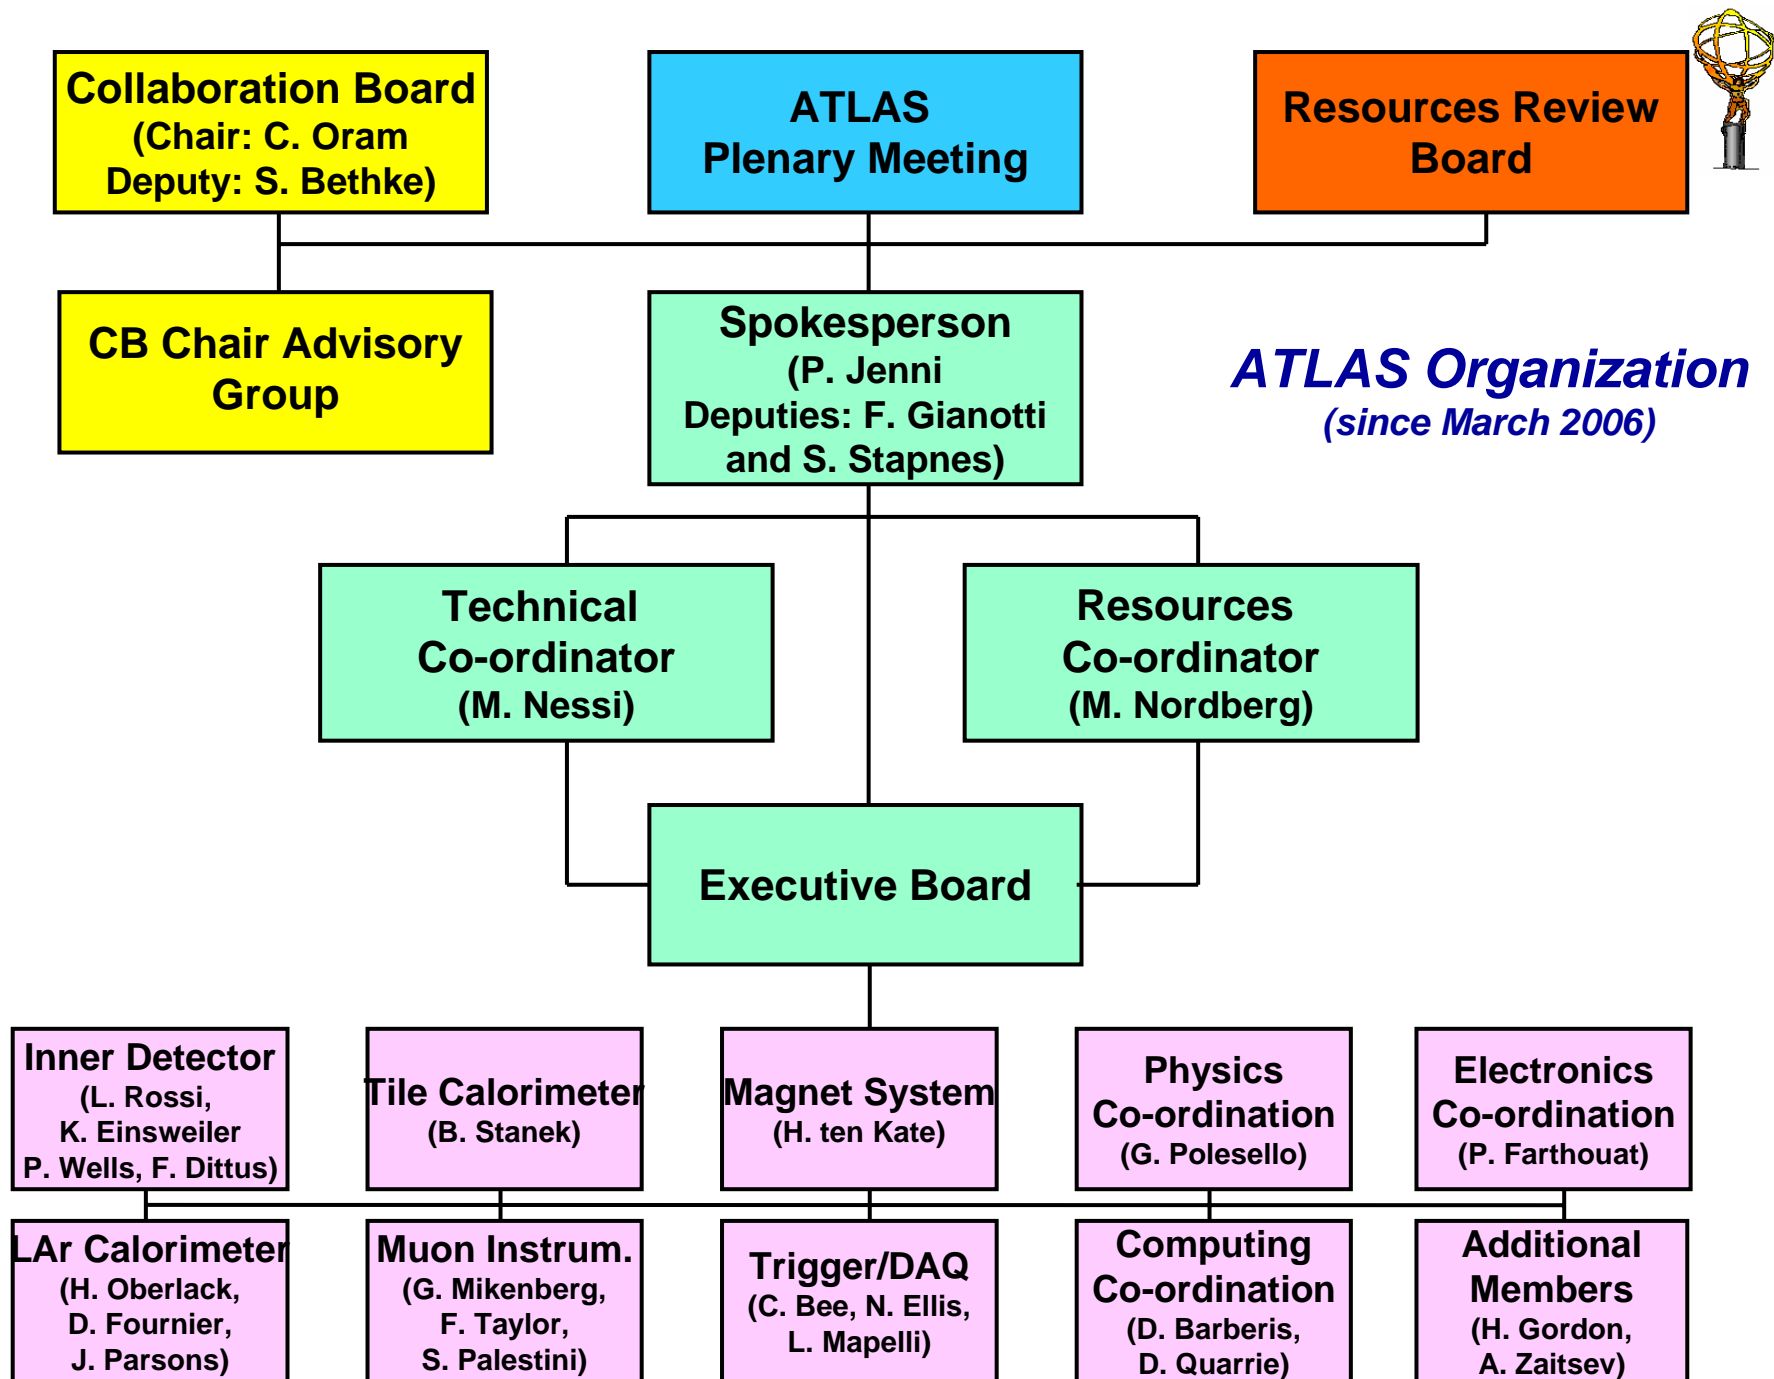 Collaboration Board
(Chair: C. Oram
Deputy: S. Bethke)
ATLAS
Plenary Meeting
Resources Review
Board
CB Chair Advisory
Group
Spokesperson
(P. Jenni
Deputies: F. Gianotti
and S. Stapnes)
ATLAS Organization
(since March 2006)
Technical
Co-ordinator
(M. Nessi)
Resources
Co-ordinator
(M. Nordberg)
Executive Board
Inner Detector
(L. Rossi,
K. Einsweiler
P. Wells, F. Dittus)
Tile Calorimeter
(B. Stanek)
Magnet System
(H. ten Kate)
Physics
Co-ordination
(G. Polesello)
Electronics
Co-ordination
(P. Farthouat)
LAr Calorimeter
(H. Oberlack,
D. Fournier,
J. Parsons)
Muon Instrum.
(G. Mikenberg,
F. Taylor,
S. Palestini)
Trigger/DAQ
(C. Bee, N. Ellis,
L. Mapelli)
Computing
Co-ordination
(D. Barberis,
D. Quarrie)
Additional
Members
(H. Gordon,
A. Zaitsev)